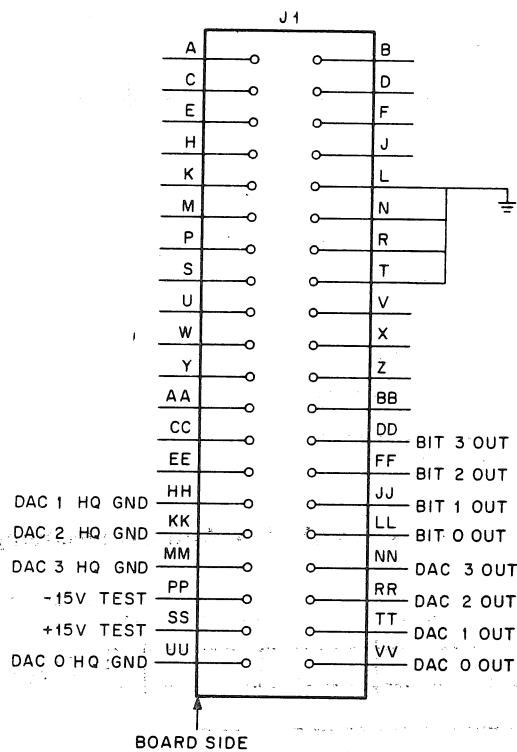 J1
A B
C D
E F
H J
K L
M N
P R
S T
U V
W X
Y Z
AA BB
CC DD BIT 3 OUT
EE FF BIT 2 OUT
DAC 1 HQ GND HH JJ BIT 1 OUT
DAC 2 HQ GND KK LL BIT 0 OUT
DAC 3 HQ GND MM NN DAC 3 OUT
-15V TEST PP RR DAC 2 OUT
+15V TEST SS TT DAC 1 OUT
DAC 0 HQ GND UU VV DAC 0 OUT
BOARD SIDE